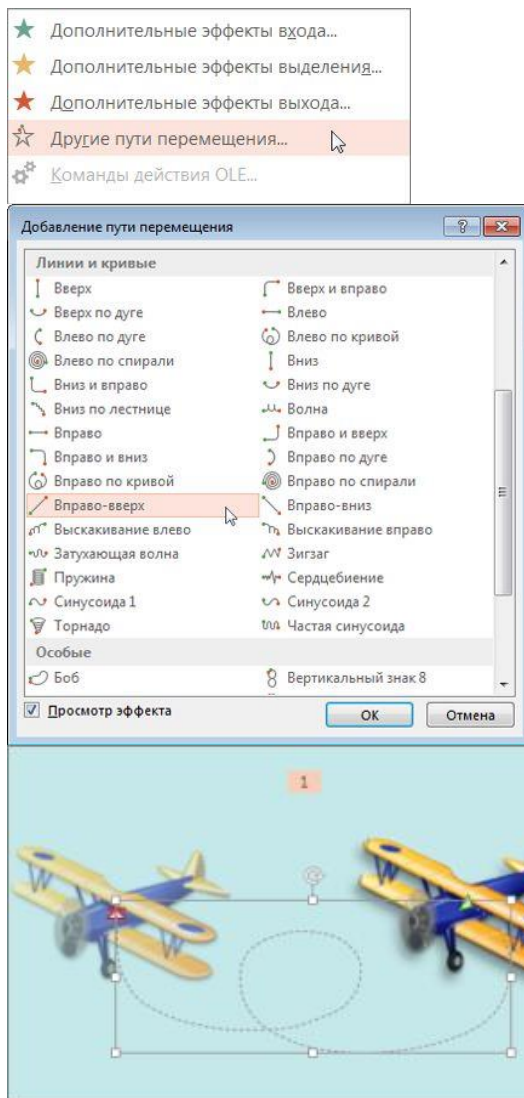 Дополнительные эффекты входа...
Дополнительные эффекты выделения...
Дополнительные эффекты выхода...
Другие пути перемещения...
Команды действия OLE...
Добавление пути перемещения
Линии и кривые
Вверх Вверх и вправо
Вверх по дуге Влево
Влево по дуге Влево по кривой
Влево по спирали Вниз
Вниз и вправо Вниз по дуге
Вниз по лестнице Волна
Вправо Вправо и вверх
Вправо и вниз Вправо по дуге
Вправо по кривой Вправо по спирали
Вправо-вверх Вправо-вниз
Выскакивание влево Выскакивание вправо
Затухающая волна Зигзаг
Пружина Сердцебиение
Синусоида 1 Синусоида 2
Торнадо Частая синусоида
Особые
Боб Вертикальный знак 8
Просмотр эффекта ОК Отмена
1